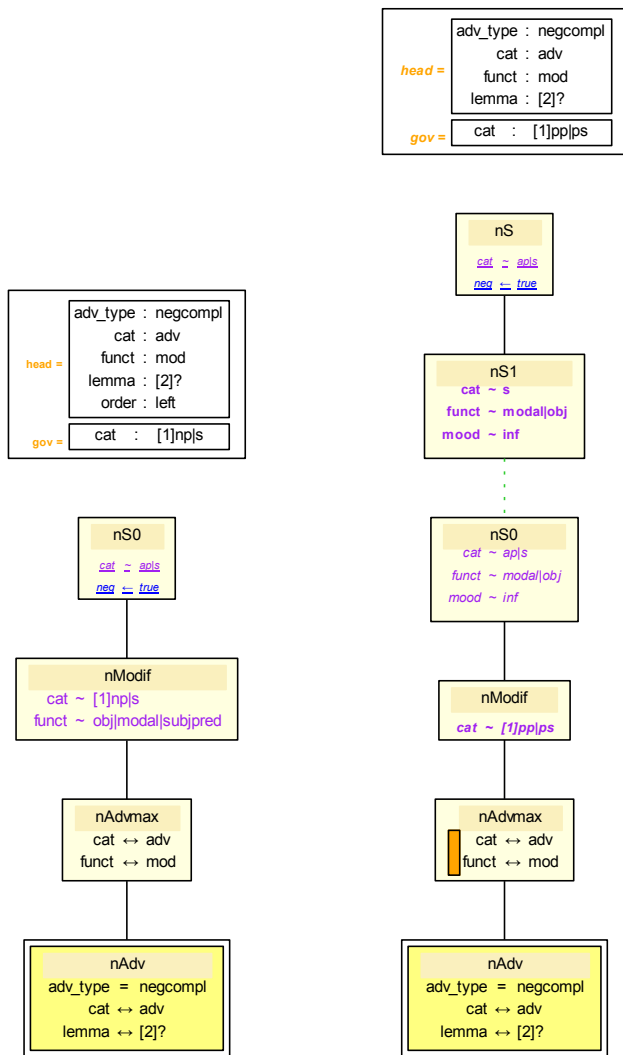 head =
adv_type : negcompl
cat : adv
funct : mod
lemma : [2]?
order : left
gov =
cat : [1]np|s
nS0
cat ~ ap|s
neg ← true
nModif
cat ~ [1]np|s
funct ~ obj|modal|subjpred
nAdvmax
cat ↔ adv
funct ↔ mod
nAdv
adv_type = negcompl
cat ↔ adv
lemma ↔ [2]?
head =
adv_type : negcompl
cat : adv
funct : mod
lemma : [2]?
gov =
cat : [1]pp|ps
nS
cat ~ ap|s
neg ← true
nS1
cat ~ s
funct ~ modal|obj
mood ~ inf
nS0
cat ~ ap|s
funct ~ modal|obj
mood ~ inf
nModif
cat ~ [1]pp|ps
nAdvmax
cat ↔ adv
funct ↔ mod
nAdv
adv_type = negcompl
cat ↔ adv
lemma ↔ [2]?